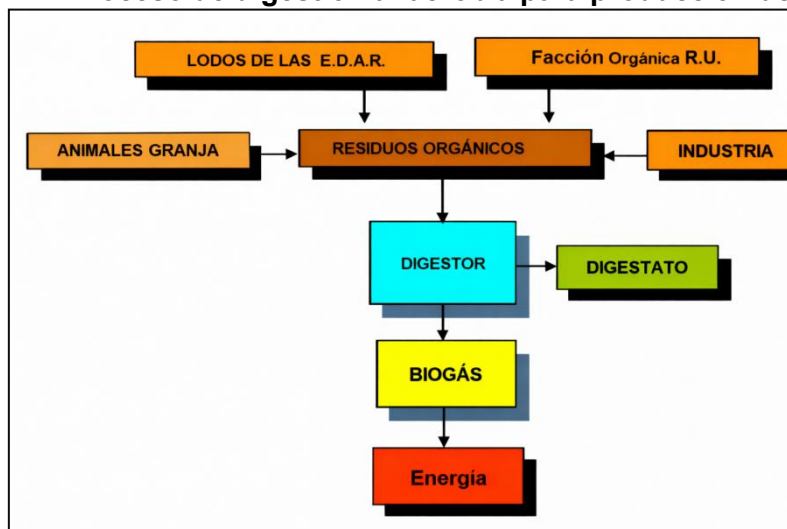 LODOS DE LAS E.D.A.R.
Facción Orgánica R.U.
ANIMALES GRANJA
RESIDUOS ORGÁNICOS
INDUSTRIA
DIGESTOR
DIGESTATO
BIOGÁS
Energía